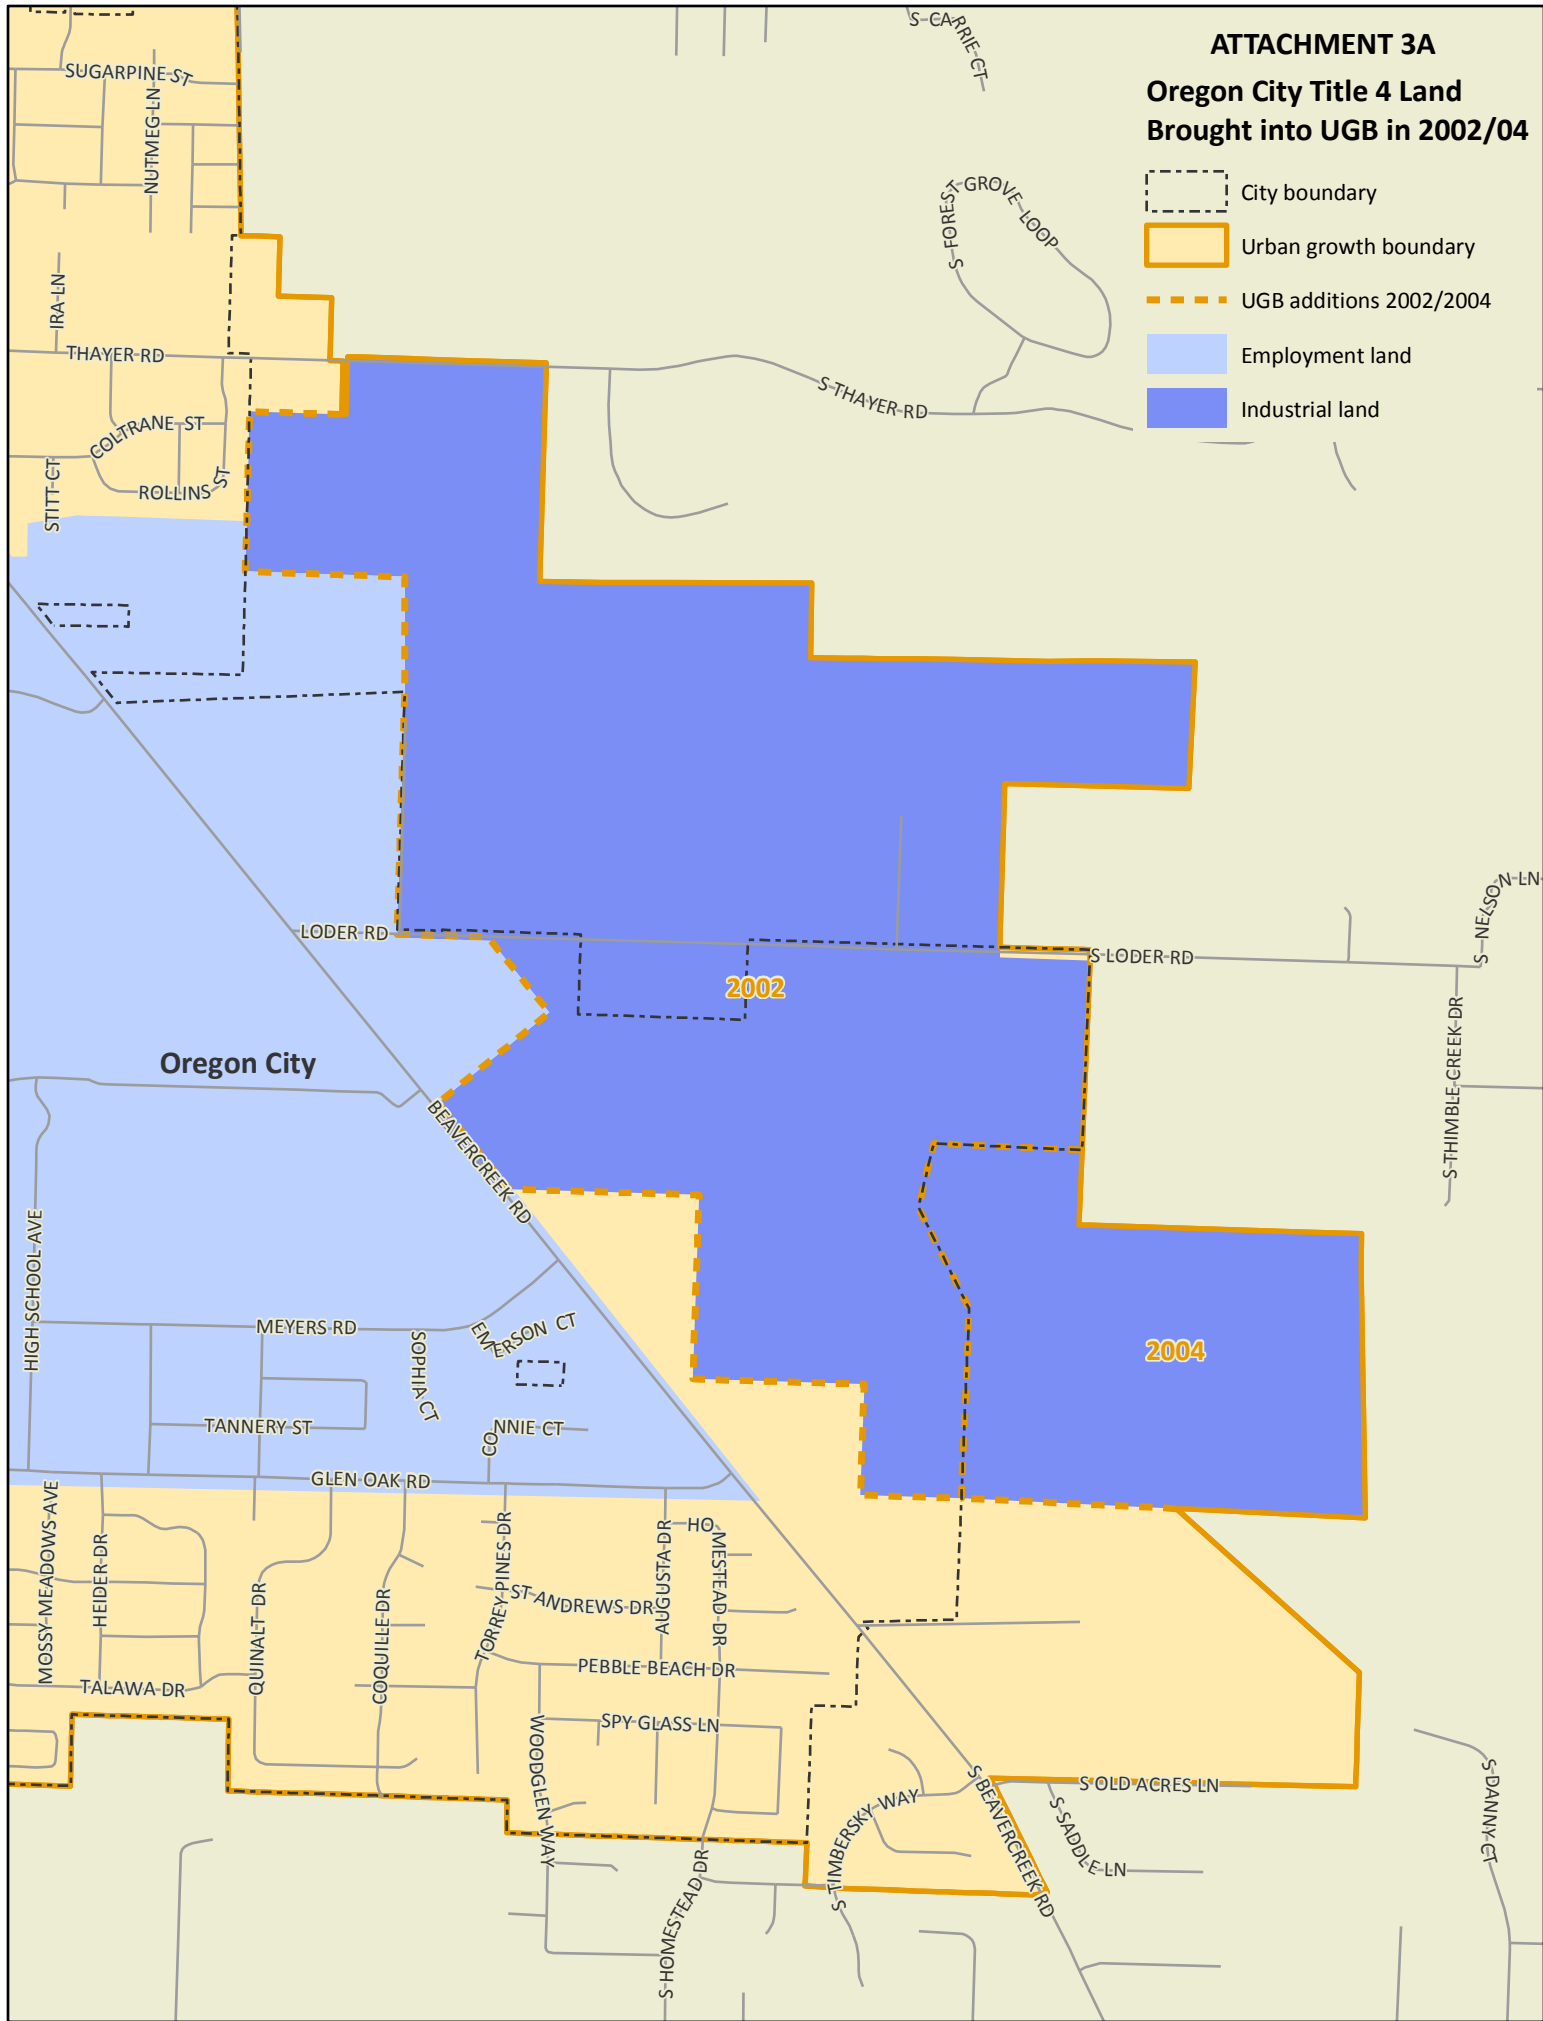 ATTACHMENT 3A
Oregon City Title 4 Land
Brought into UGB in 2002/04
City boundary
Urban growth boundary
UGB additions 2002/2004
Employment land
Industrial land
S CARRIE CT
SUGARPINE ST
NUTMEG LN
S FOREST GROVE LOOP
IRA LN
THAYER RD
S THAYER RD
COLTRANE ST
STITT CT
ROLLINS ST
LODER RD
S LODER RD
S NELSON LN
2002
S THIMBLE CREEK DR
Oregon City
BEAVERCREEK RD
HIGH SCHOOL AVE
MEYERS RD
SOPHIA CT
EMERSON CT
2004
TANNERY ST
CONNIE CT
GLEN OAK RD
MOSSY MEADOWS AVE
HEIDER DR
QUINALT DR
COQUILLE DR
TORREY PINES DR
ST ANDREWS DR
AUGUSTA DR
HOMESTEAD DR
PEBBLE BEACH DR
TALAWA DR
WOODGLEN WAY
SPY GLASS LN
S TIMBERSKY WAY
S BEAVERCREEK RD
S OLD ACRES LN
S SADDLE LN
S DANNY CT
S HOMESTEAD DR